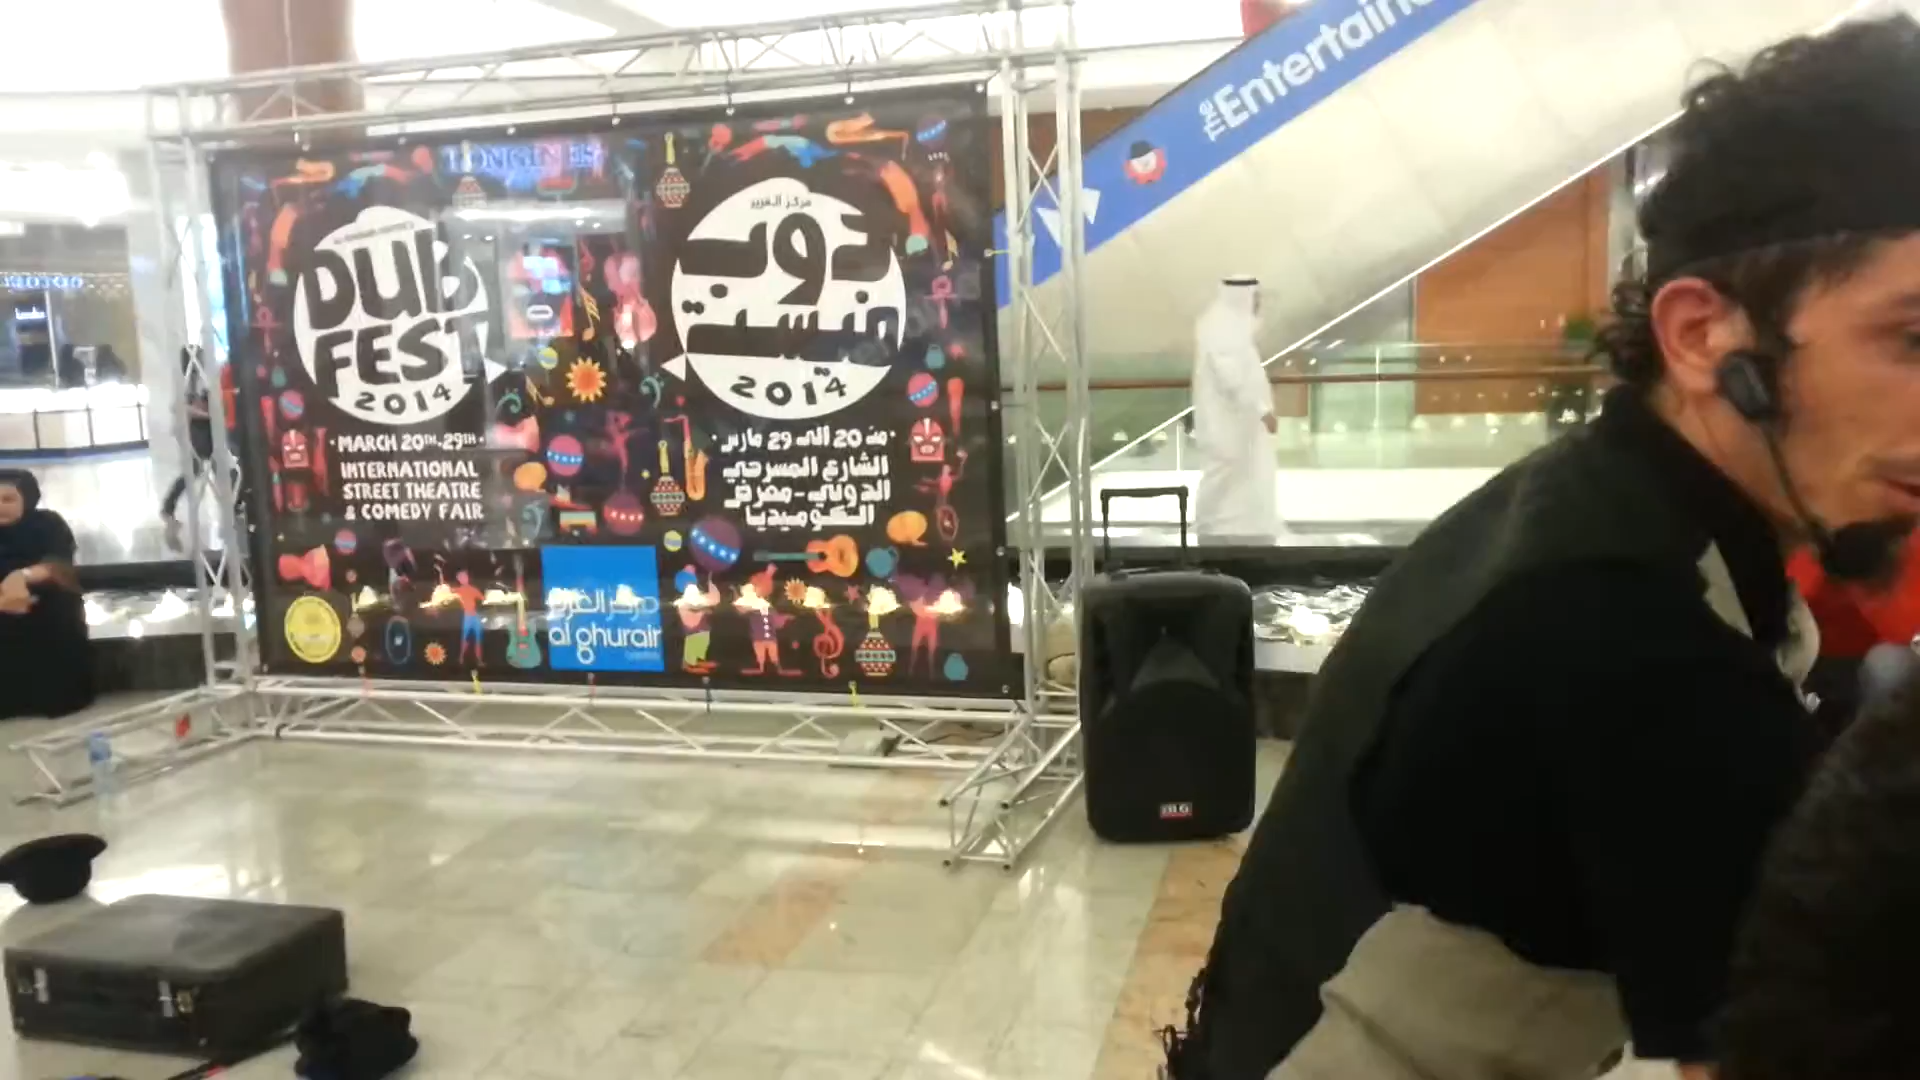 LONGINES
DUB
FEST
2014
MARCH 20TH-29TH
INTERNATIONAL
STREET THEATRE
& COMEDY FAIR
مركز الغرير
دوب
فيست
2014
من 20 الى 29 مارس
الشارع المسرحي
الدولي - معرض
الكوميديا
مركز الغرير
al ghurair
The Entertaine